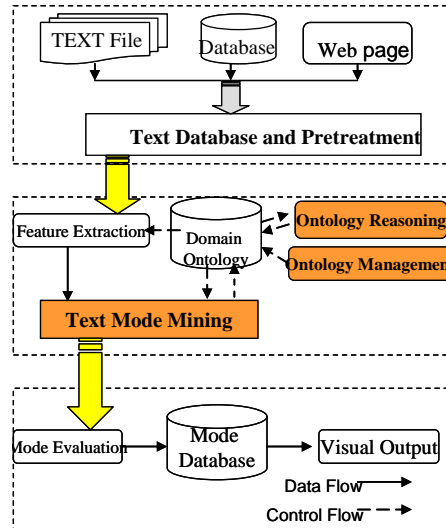 TEXT File
Database
Web page
Text Database and Pretreatment
Feature Extraction
Domain
Ontology
Ontology Reasoning
Ontology Management
Text Mode Mining
Mode Evaluation
Mode
Database
Visual Output
Data Flow
Control Flow